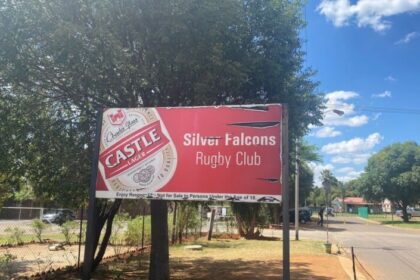 Charles Glass
CASTLE
LAGER
Silver Falcons
Rugby Club
Enjoy Responsibly. Not for Sale to Persons Under the Age of 18.